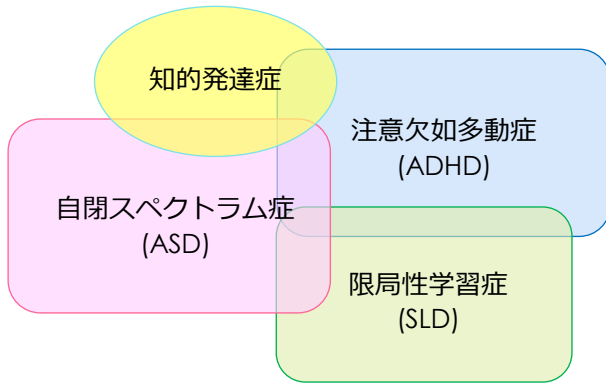 知的発達症
注意欠如多動症
(ADHD)
自閉スペクトラム症
(ASD)
限局性学習症
(SLD)